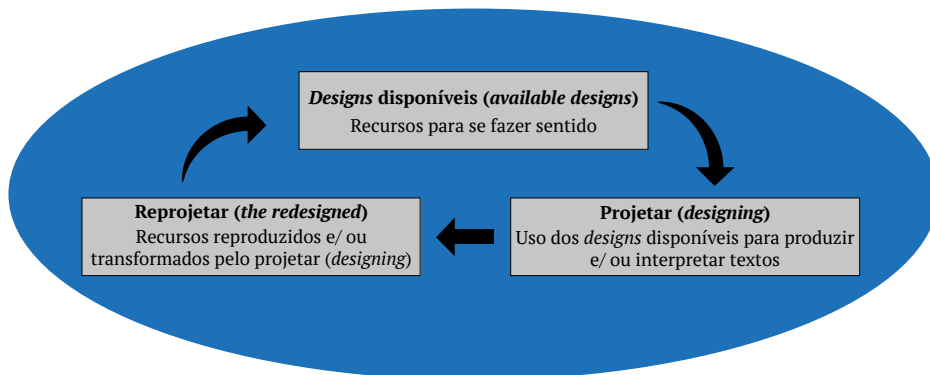 Designs disponíveis (available designs)
Recursos para se fazer sentido
Reprojetar (the redesigned)
Recursos reproduzidos e/ ou
transformados pelo projetar (designing)
Projetar (designing)
Uso dos designs disponíveis para produzir
e/ ou interpretar textos